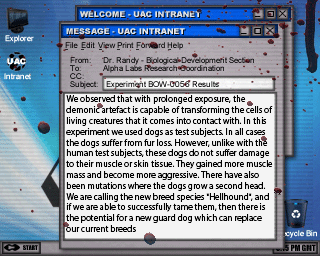 WELCOME - UAC INTRANET
MESSAGE - UAC INTRANET
Explorer
File Edit View Print Forward Help
UAC
Intranet
From: Dr. Randy - Biological Development Section
To: Alpha Labs Research Coordination
CC:
Subject: Experiment BOW-0056 Results
We observed that with prolonged exposure, the
demonic artefact is capable of transforming the cells of
living creatures that it comes into contact with. In this
experiment we used dogs as test subjects. In all cases
the dogs suffer from fur loss. However, unlike with the
human test subjects, these dogs do not suffer damage
to their muscle or skin tissue. They gained more muscle
mass and become more aggressive. There have also
been mutations where the dogs grow a second head.
We are calling the new breed species "Hellhound", and
if we are able to successfully tame them, then there is
the potential for a new guard dog which can replace
our current breeds
Recycle Bin
START
PM GMT